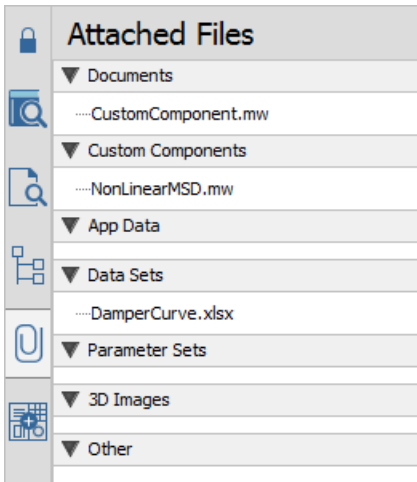 Attached Files
Documents
CustomComponent.mw
Custom Components
NonLinearMSD.mw
App Data
Data Sets
DamperCurve.xlsx
Parameter Sets
3D Images
Other